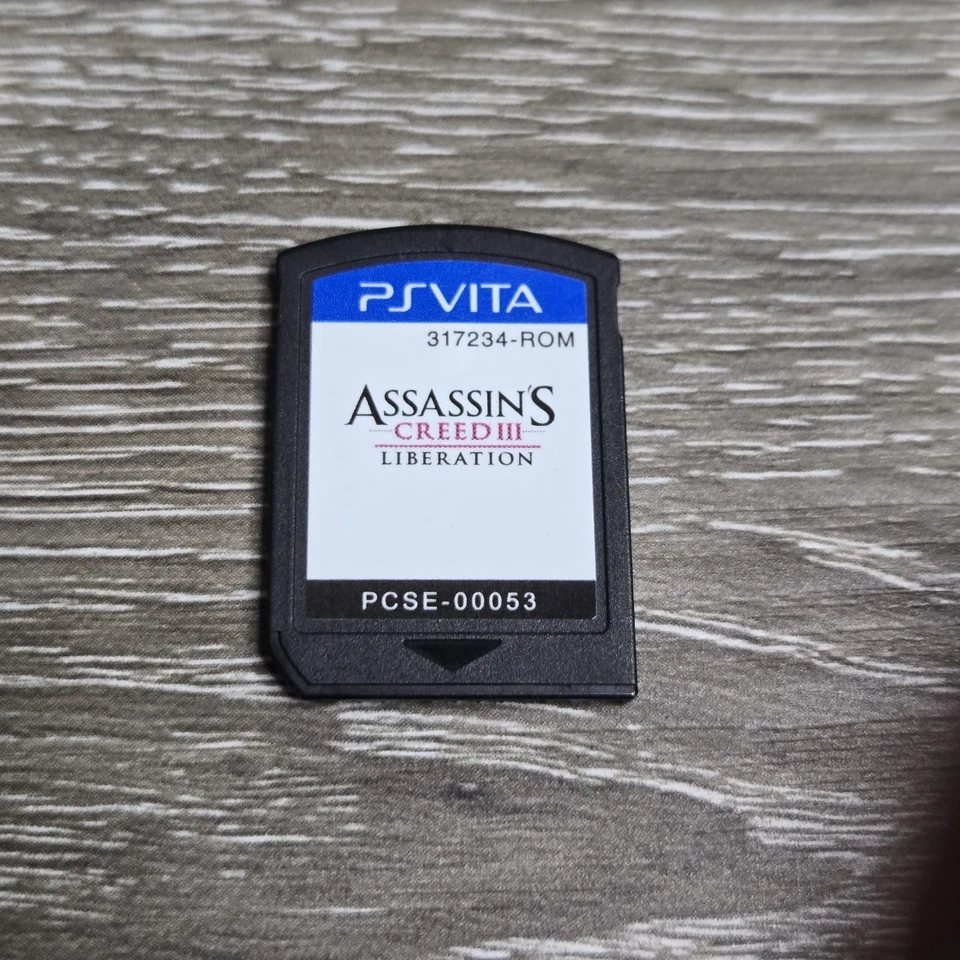 PSVITA
317234-ROM
ASSASSIN'S
CREED III
LIBERATION
PCSE-00053